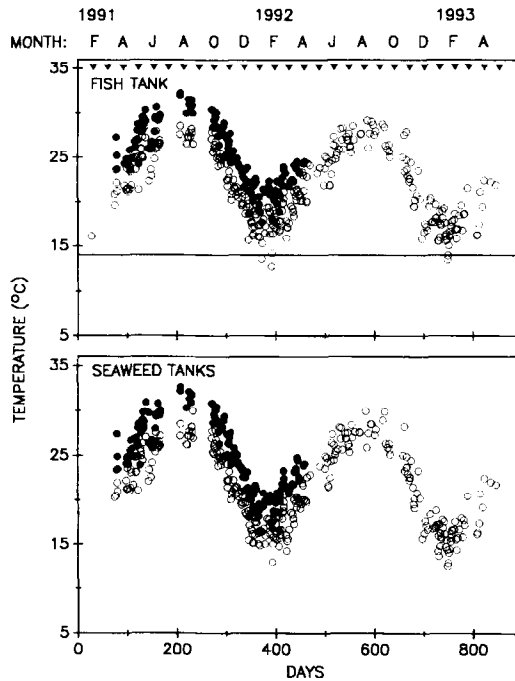 1991 1992 1993
MONTH: F A J A O D F A J A O D F A
35
FISH TANK
25
15
5
TEMPERATURE (°C)
35
SEAWEED TANKS
25
15
5
0 200 400 600 800
DAYS